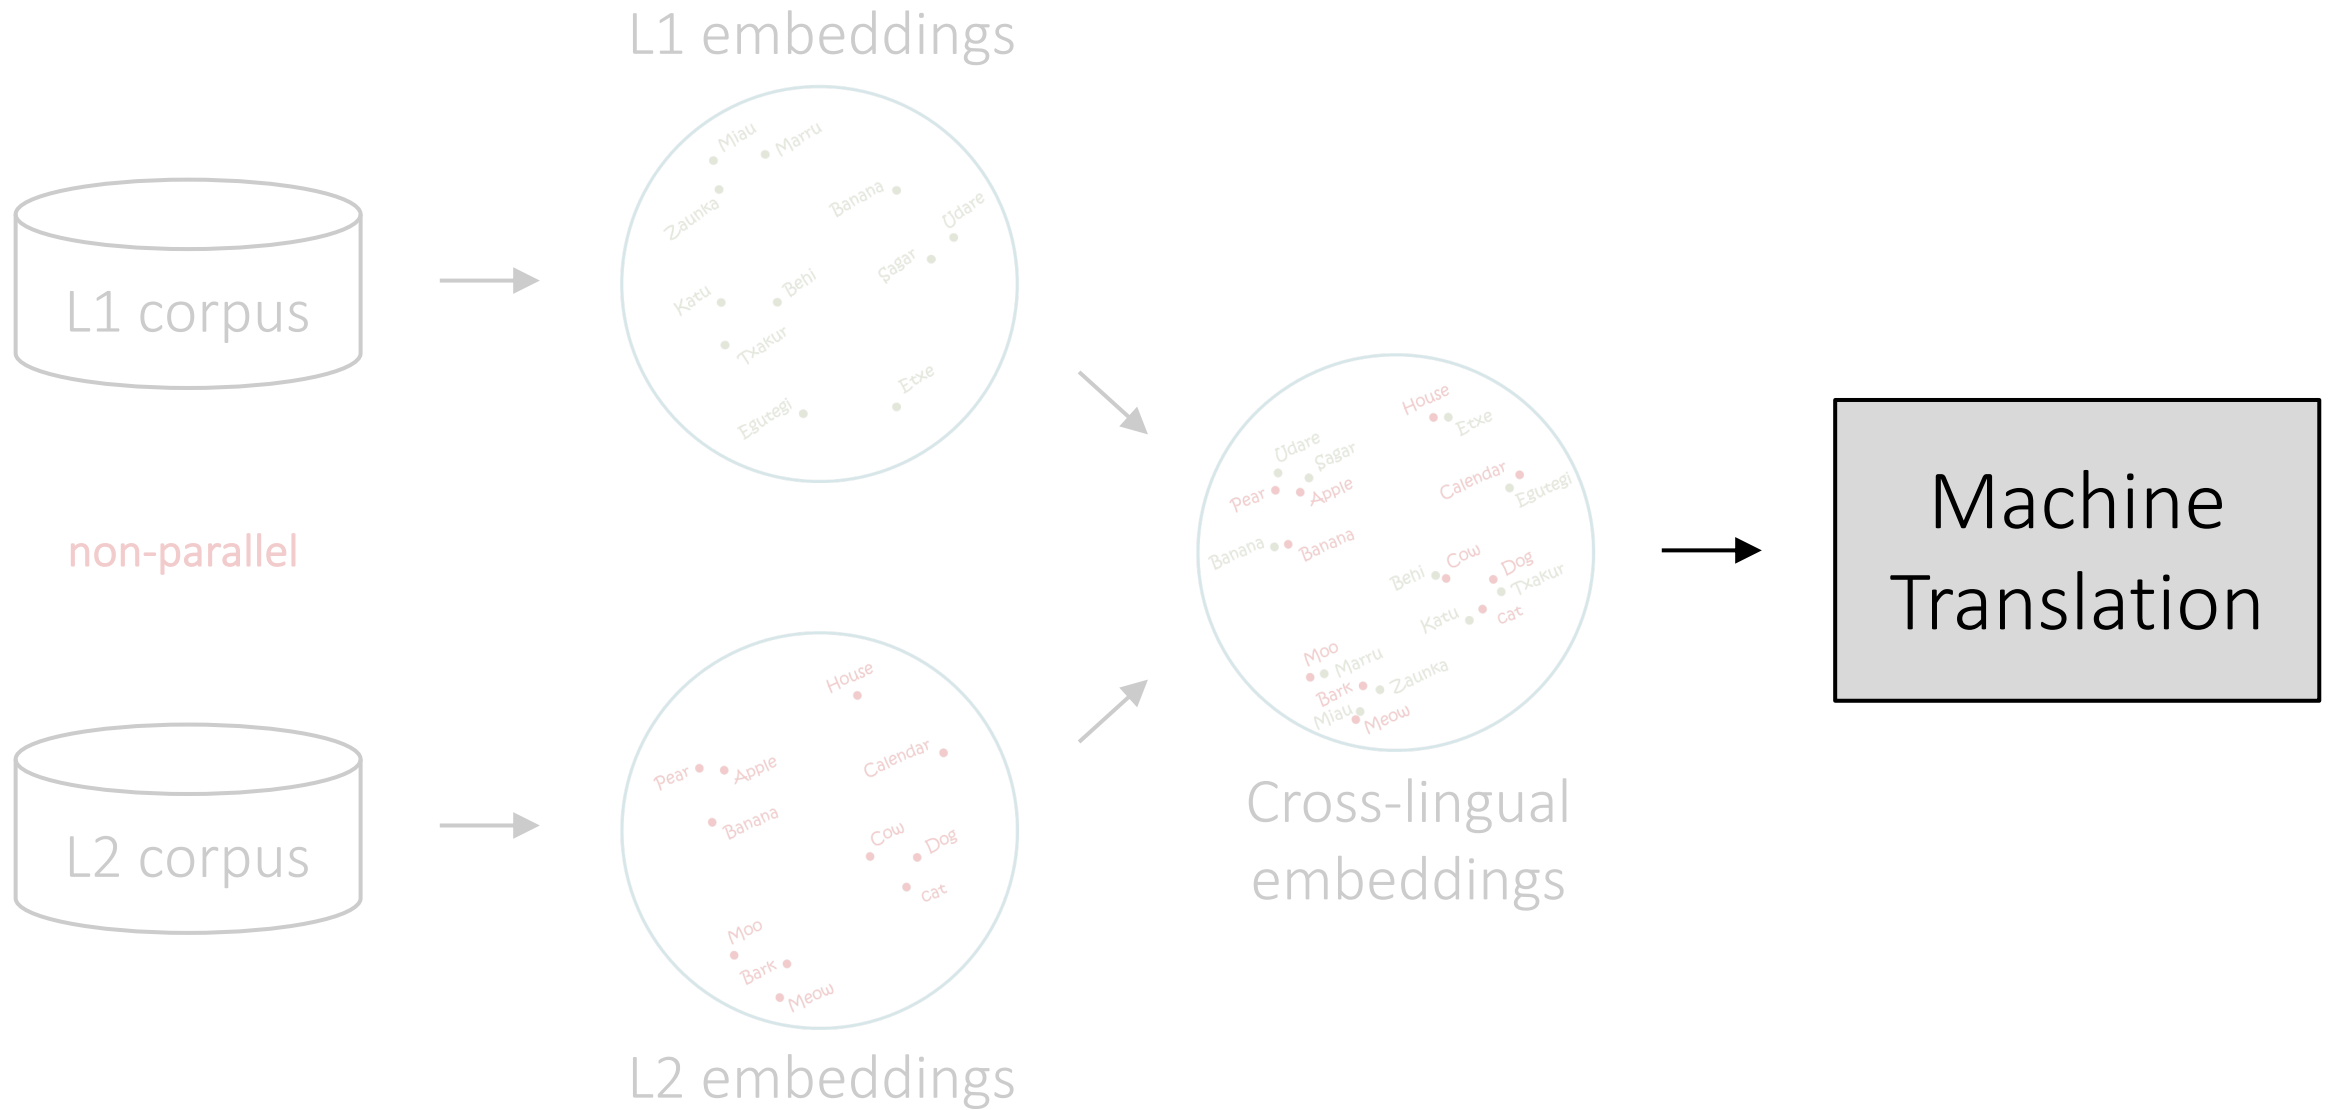 L1 embeddings
Miau
Marru
Zaunka
Banana
Udare
Sagar
Katu
Behi
Txakur
Egutegi
Etxe
L1 corpus
non-parallel
L2 corpus
House
Pear
Apple
Calendar
Banana
Cow
Dog
cat
Moo
Bark
Meow
L2 embeddings
House
Etxe
Udare
Sagar
Pear
Apple
Calendar
Egutegi
Banana
Banana
Behi
Cow
Dog
Txakur
Katu
cat
Moo
Marru
Bark
Zaunka
Miau
Meow
Cross-lingual
embeddings
Machine
Translation